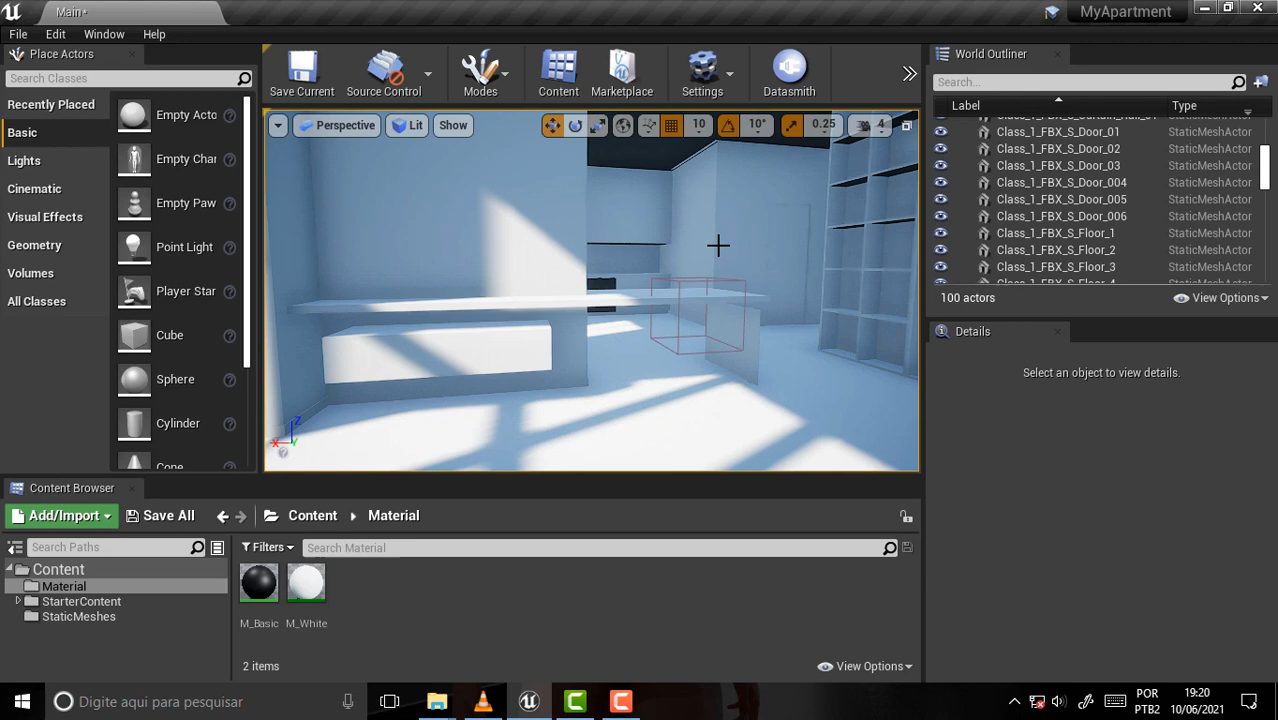 Main*
MyApartment
File Edit Window Help
Place Actors
Search Classes
Recently Placed
Basic
Lights
Cinematic
Visual Effects
Geometry
Volumes
All Classes
Empty Acto
Empty Char
Empty Paw
Point Light
Player Star
Cube
Sphere
Cylinder
Cone
Save Current
Source Control
Modes
Content
Marketplace
Settings
Datasmith
Perspective
Lit
Show
10
10°
0.25
4
Z
X
Y
World Outliner
Search...
Label Type
Class_1_FBX_S_Door_01 StaticMeshActor
Class_1_FBX_S_Door_02 StaticMeshActor
Class_1_FBX_S_Door_03 StaticMeshActor
Class_1_FBX_S_Door_004 StaticMeshActor
Class_1_FBX_S_Door_005 StaticMeshActor
Class_1_FBX_S_Door_006 StaticMeshActor
Class_1_FBX_S_Floor_1 StaticMeshActor
Class_1_FBX_S_Floor_2 StaticMeshActor
Class_1_FBX_S_Floor_3 StaticMeshActor
100 actors
View Options
Details
Select an object to view details.
Content Browser
Add/Import
Save All
Content
Material
Search Paths
Filters
Search Material
Content
Material
StarterContent
StaticMeshes
M_Basic
M_White
2 items
View Options
Digite aqui para pesquisar
POR
PTB2
19:20
10/06/2021